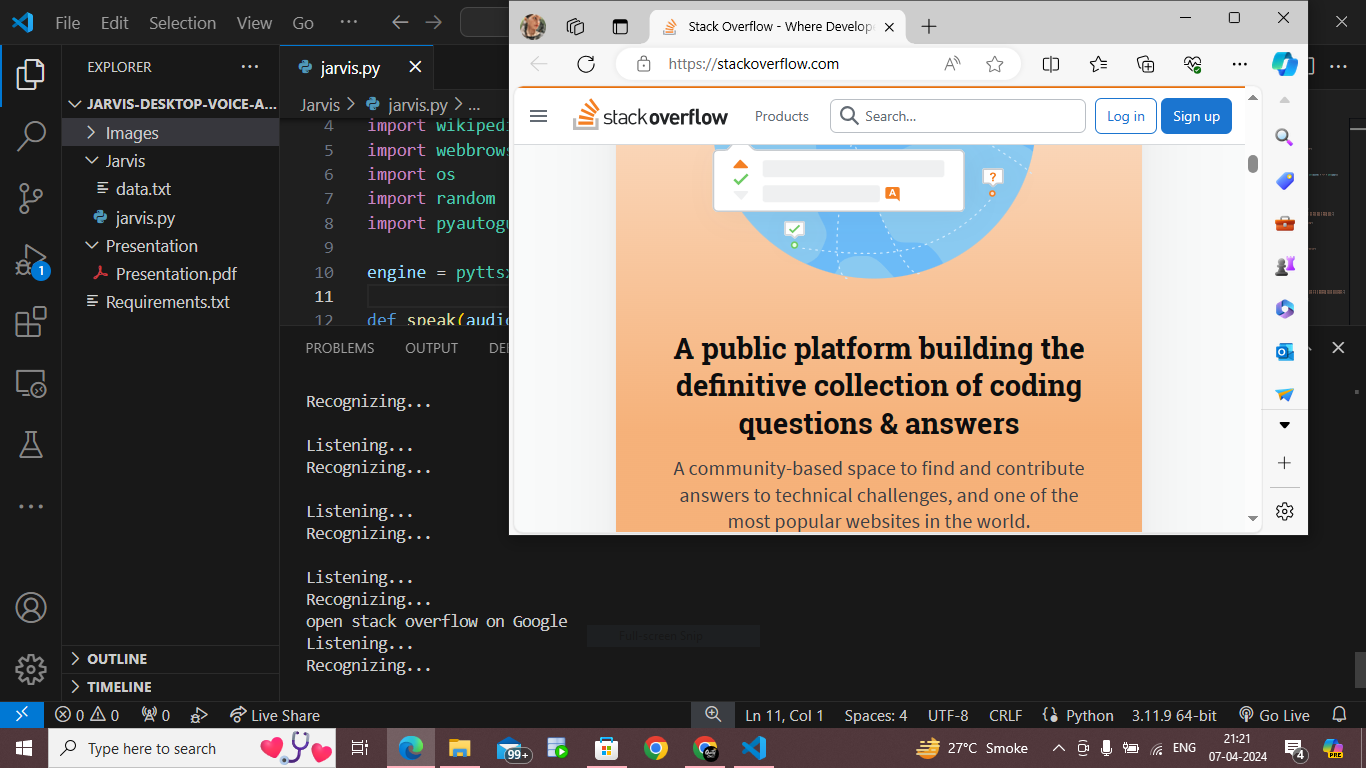 File Edit Selection View Go ...
Stack Overflow - Where Develope
https://stackoverflow.com
EXPLORER
jarvis.py
JARVIS-DESKTOP-VOICE-A...
Images
Jarvis
data.txt
jarvis.py
Presentation
Presentation.pdf
Requirements.txt
OUTLINE
TIMELINE
Jarvis > jarvis.py > ...
4 import wikipedi
5 import webbrows
6 import os
7 import random
8 import pyautogu
9
10 engine = pyttsx
11
12 def speak(audio
stackoverflow Products Search... Log in Sign up
A
?
A public platform building the
definitive collection of coding
questions & answers
A community-based space to find and contribute
answers to technical challenges, and one of the
most popular websites in the world.
PROBLEMS OUTPUT DE
Recognizing...
Listening...
Recognizing...
Listening...
Recognizing...
Listening...
Recognizing...
open stack overflow on Google
Listening...
Recognizing...
Full-screen Snip
1
0 0 0 Live Share Ln 11, Col 1 Spaces: 4 UTF-8 CRLF Python 3.11.9 64-bit Go Live
Type here to search 99+ 27°C Smoke ENG 21:21
07-04-2024 4 PRE